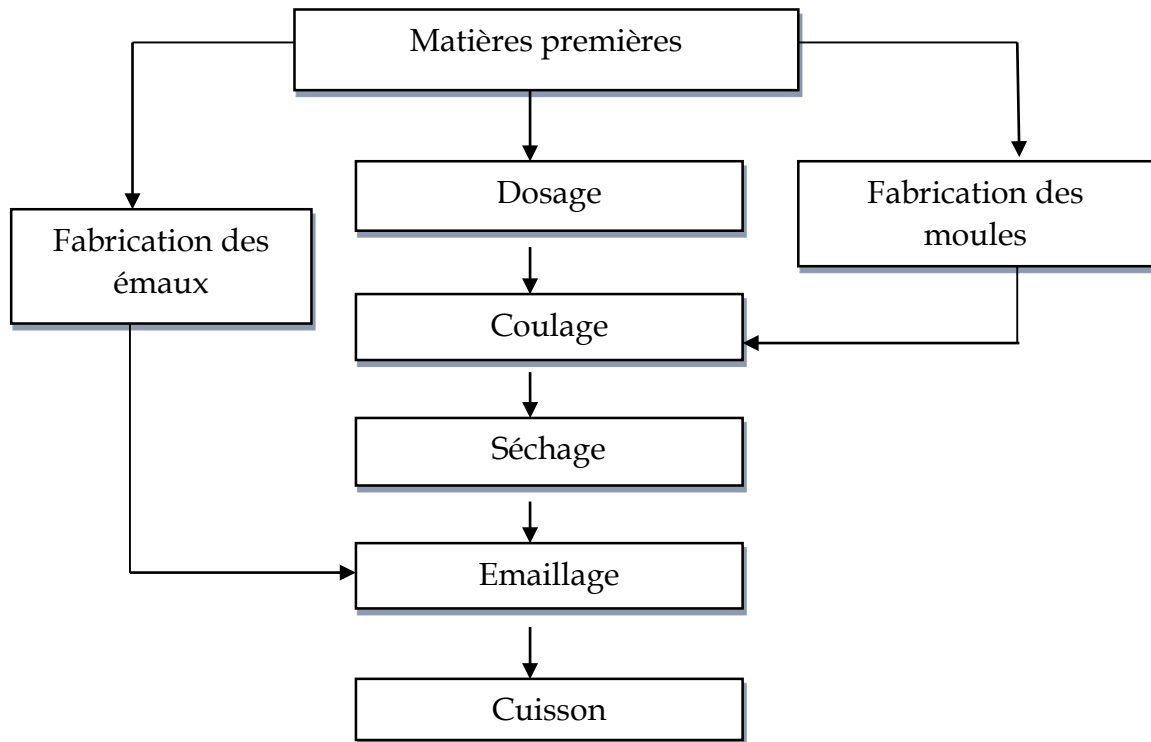 Matières premières
Dosage
Fabrication des
moules
Fabrication des
émaux
Coulage
Séchage
Emaillage
Cuisson